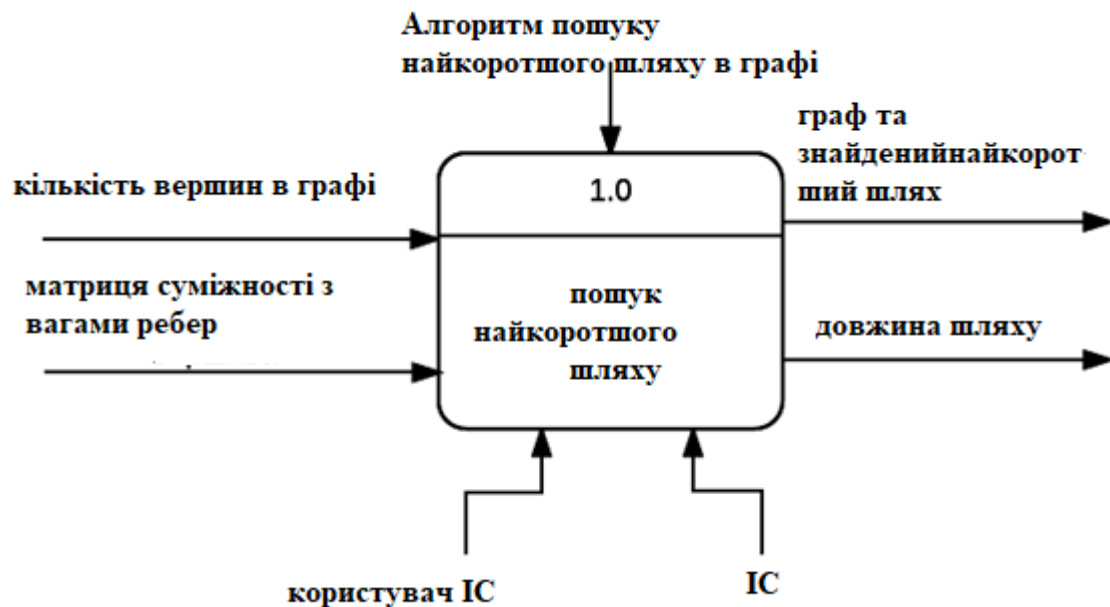 Алгоритм пошуку
найкоротшого шляху в графі
граф та
знайденийнайкорот
ший шлях
кількість вершин в графі
1.0
матриця суміжності з
вагами ребер
пошук
найкоротшого
шляху
довжина шляху
користувач ІС
ІС